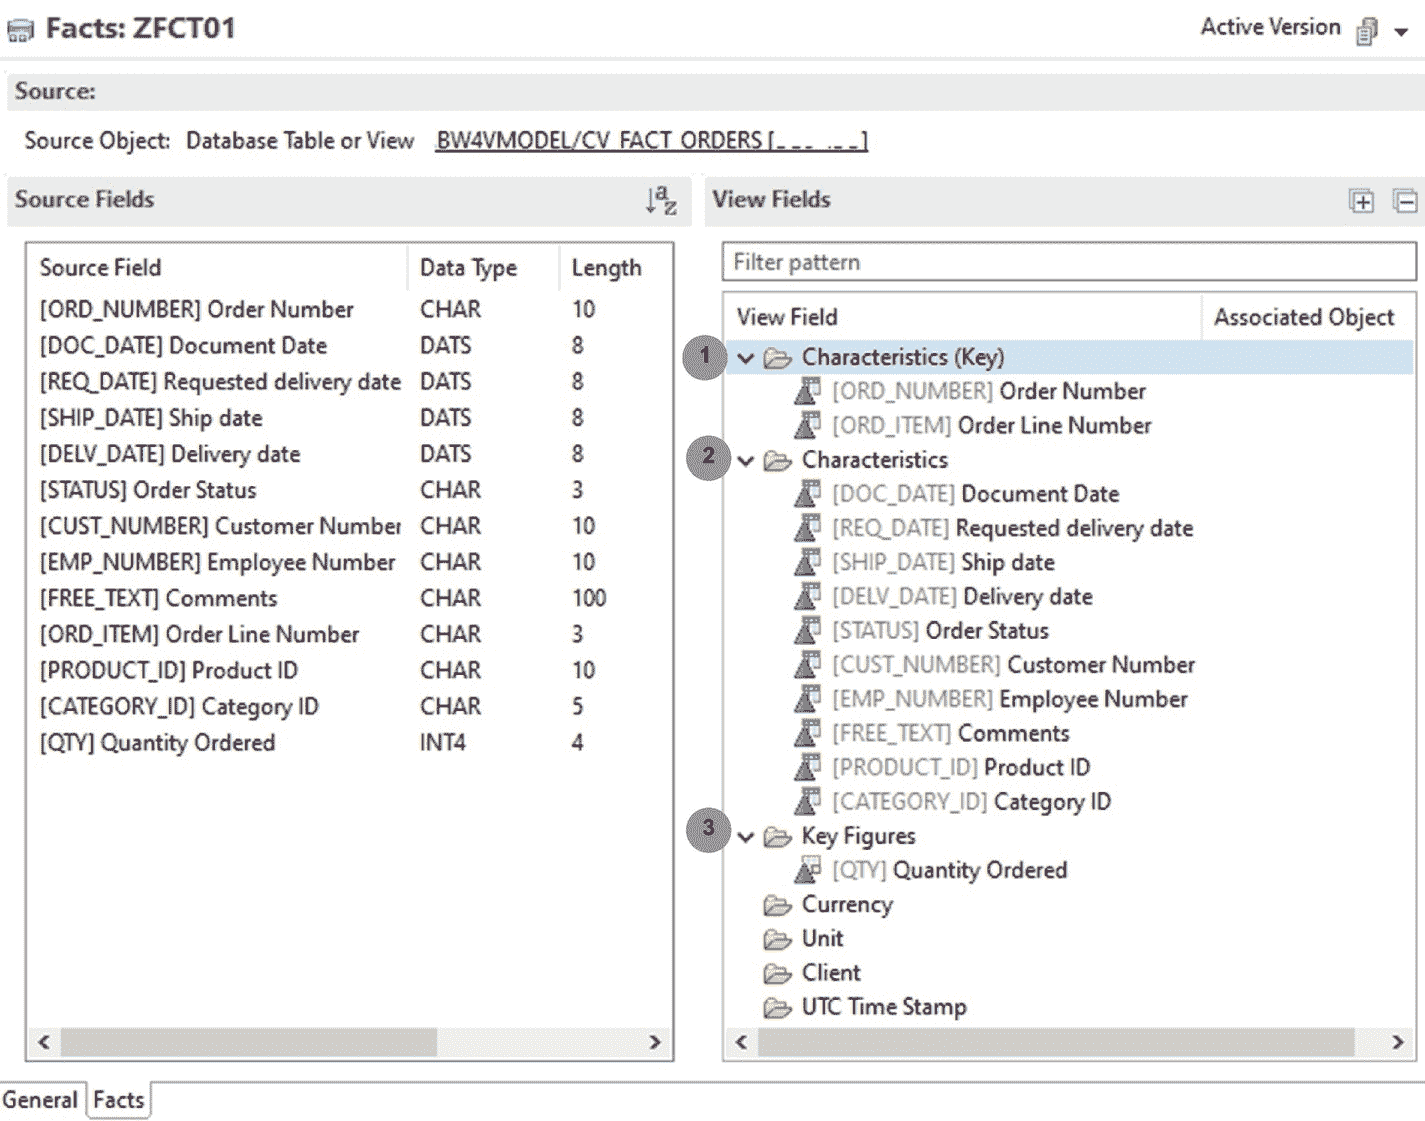 Facts: ZFCT01
Active Version
Source:
Source Object: Database Table or View BW4VMODEL/CV_FACT_ORDERS [
Source Fields
Source Field Data Type Length
[ORD_NUMBER] Order Number CHAR 10
[DOC_DATE] Document Date DATS 8
[REQ_DATE] Requested delivery date DATS 8
[SHIP_DATE] Ship date DATS 8
[DELV_DATE] Delivery date DATS 8
[STATUS] Order Status CHAR 3
[CUST_NUMBER] Customer Number CHAR 10
[EMP_NUMBER] Employee Number CHAR 10
[FREE_TEXT] Comments CHAR 100
[ORD_ITEM] Order Line Number CHAR 3
[PRODUCT_ID] Product ID CHAR 10
[CATEGORY_ID] Category ID CHAR 5
[QTY] Quantity Ordered INT4 4
View Fields
Filter pattern
View Field Associated Object
1 Characteristics (Key)
[ORD_NUMBER] Order Number
[ORD_ITEM] Order Line Number
2 Characteristics
[DOC_DATE] Document Date
[REQ_DATE] Requested delivery date
[SHIP_DATE] Ship date
[DELV_DATE] Delivery date
[STATUS] Order Status
[CUST_NUMBER] Customer Number
[EMP_NUMBER] Employee Number
[FREE_TEXT] Comments
[PRODUCT_ID] Product ID
[CATEGORY_ID] Category ID
3 Key Figures
[QTY] Quantity Ordered
Currency
Unit
Client
UTC Time Stamp
General Facts